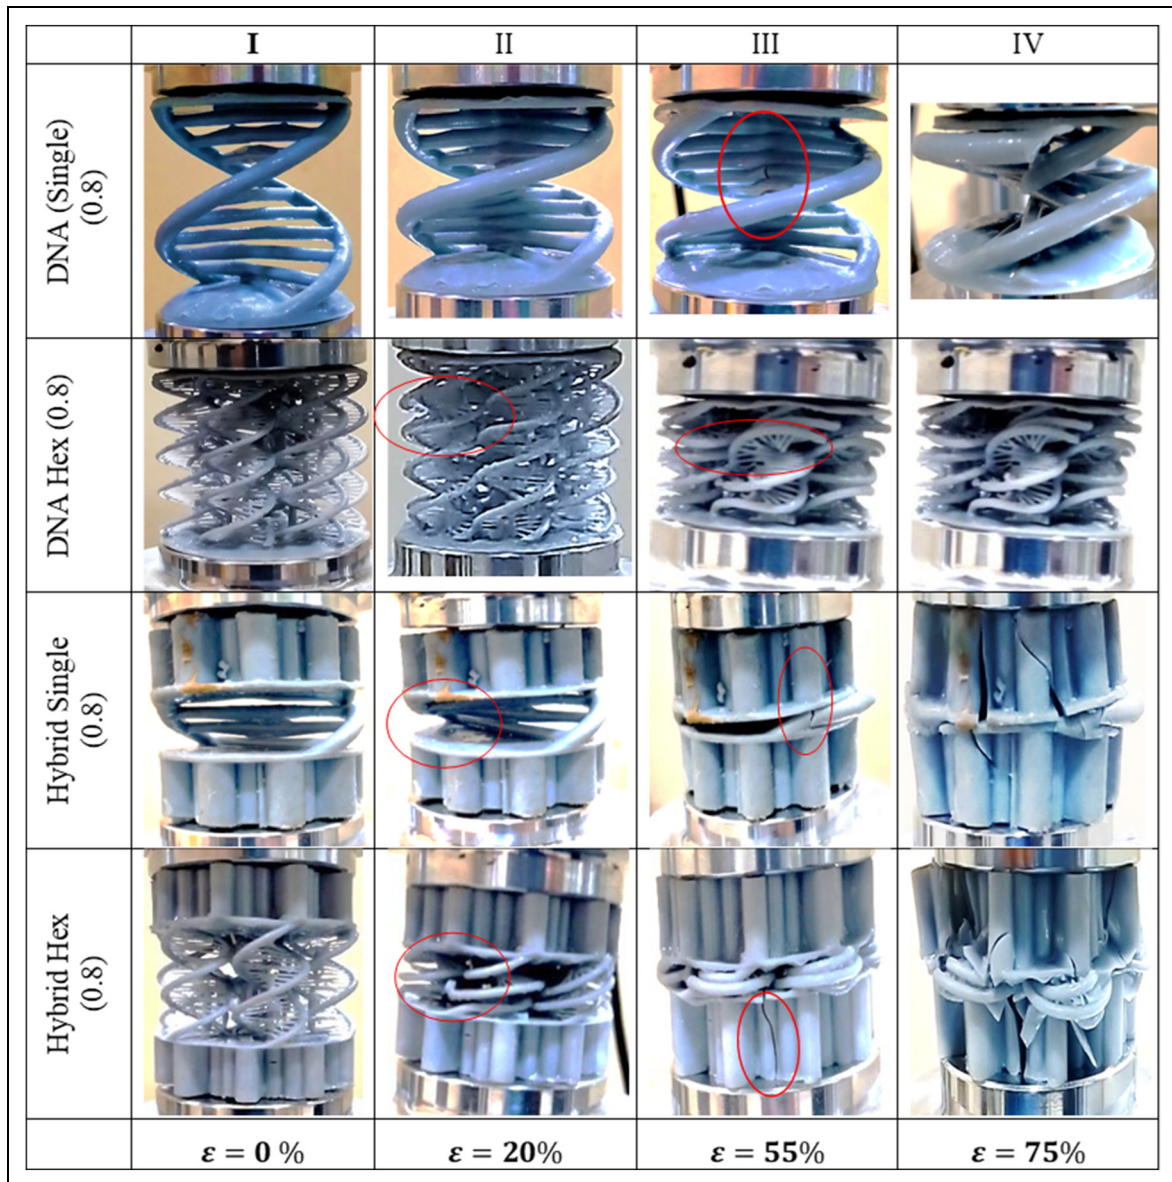 I II III IV
DNA (Single)
(0.8)
DNA Hex (0.8)
Hybrid Single
(0.8)
Hybrid Hex
(0.8)
ε = 0 % ε = 20% ε = 55% ε = 75%